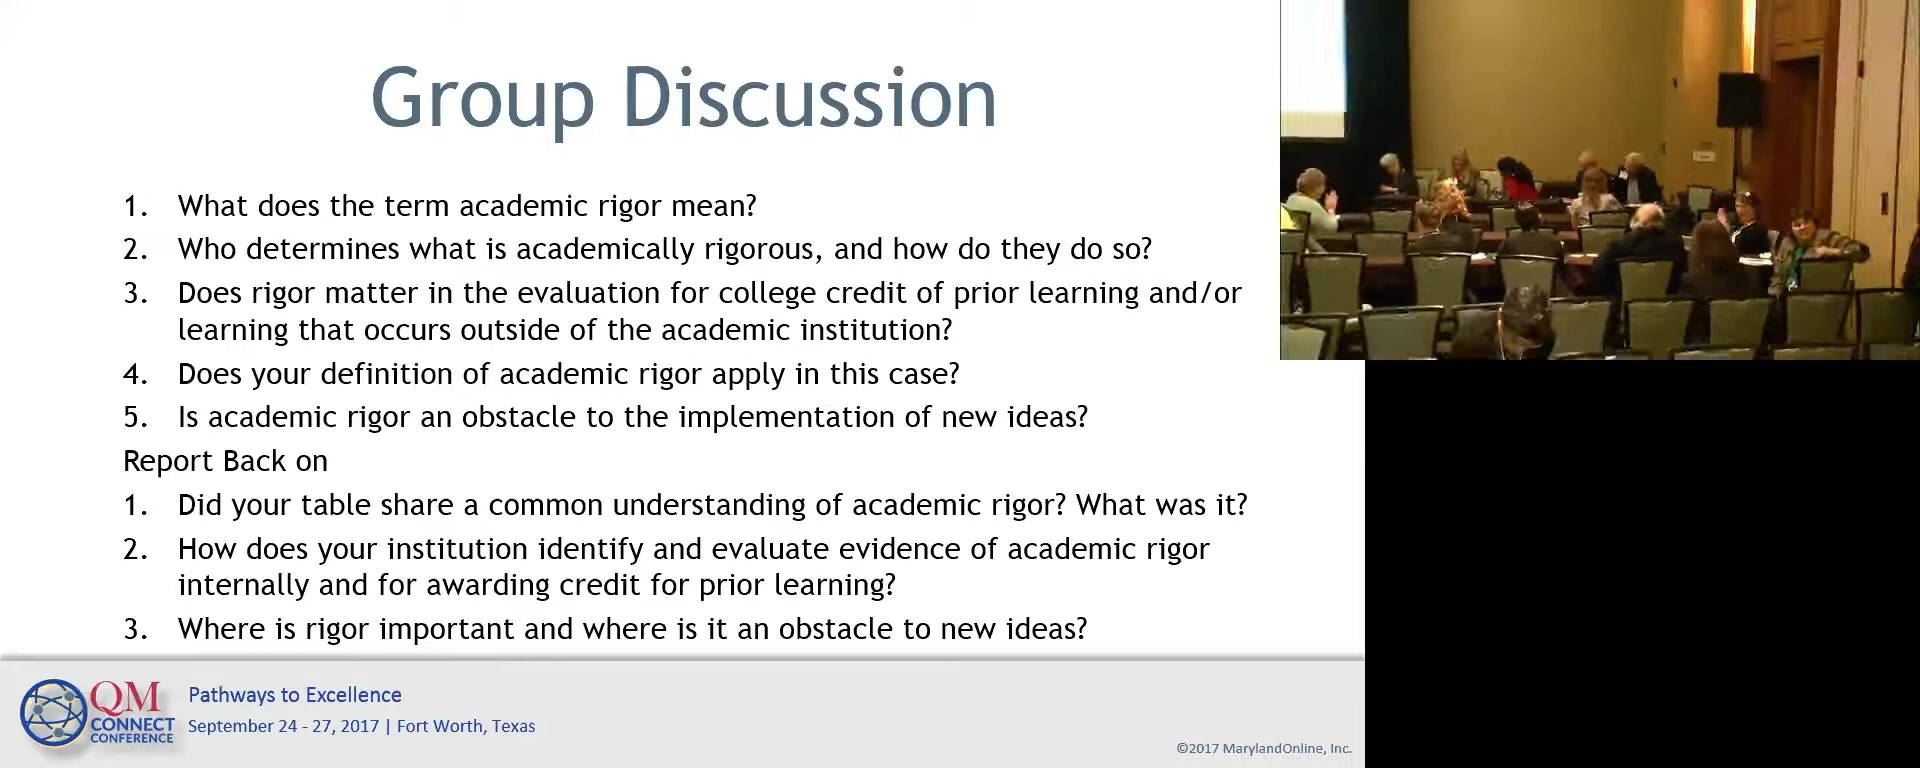 Group Discussion
1. What does the term academic rigor mean?
2. Who determines what is academically rigorous, and how do they do so?
3. Does rigor matter in the evaluation for college credit of prior learning and/or
learning that occurs outside of the academic institution?
4. Does your definition of academic rigor apply in this case?
5. Is academic rigor an obstacle to the implementation of new ideas?
Report Back on
1. Did your table share a common understanding of academic rigor? What was it?
2. How does your institution identify and evaluate evidence of academic rigor
internally and for awarding credit for prior learning?
3. Where is rigor important and where is it an obstacle to new ideas?
QM
CONNECT
CONFERENCE
Pathways to Excellence
September 24 - 27, 2017 | Fort Worth, Texas
©2017 MarylandOnline, Inc.